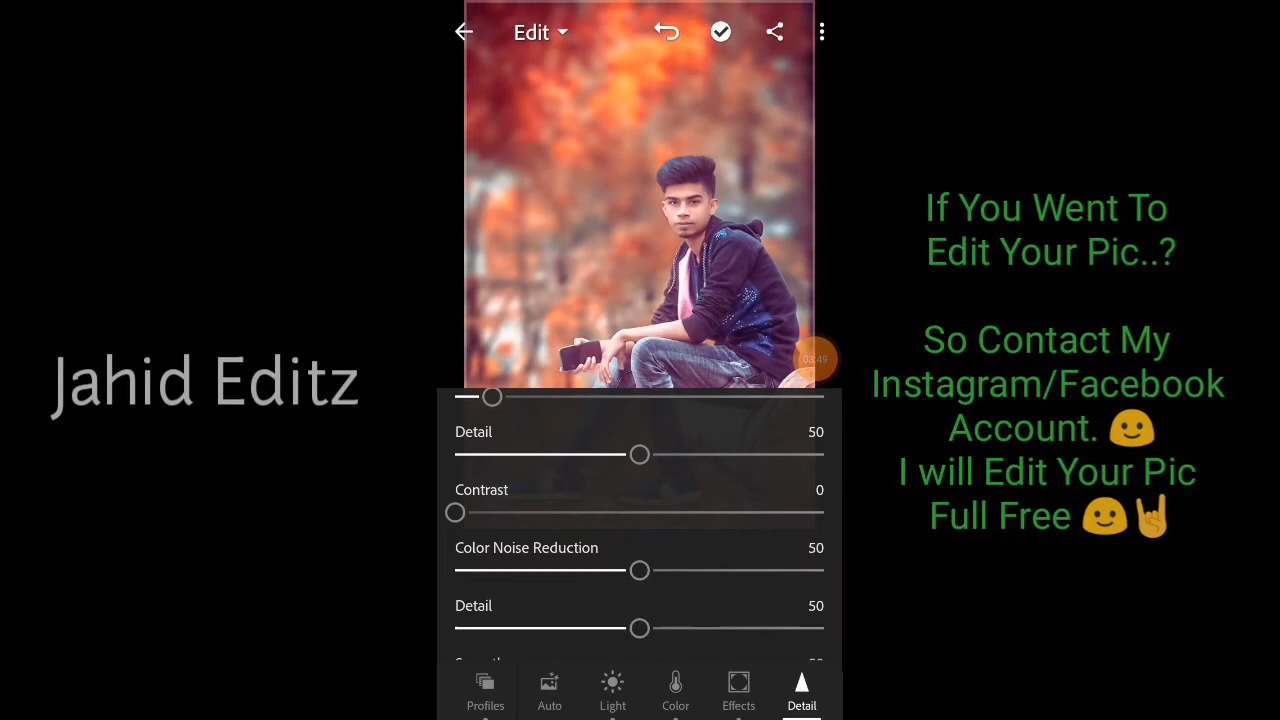 Edit
Jahid Editz
If You Went To
Edit Your Pic..?
So Contact My
Instagram/Facebook
Account. 🙂
I will Edit Your Pic
Full Free 🙂🤘
03:49
Detail 50
Contrast 0
Color Noise Reduction 50
Detail 50
Profiles Auto Light Color Effects Detail